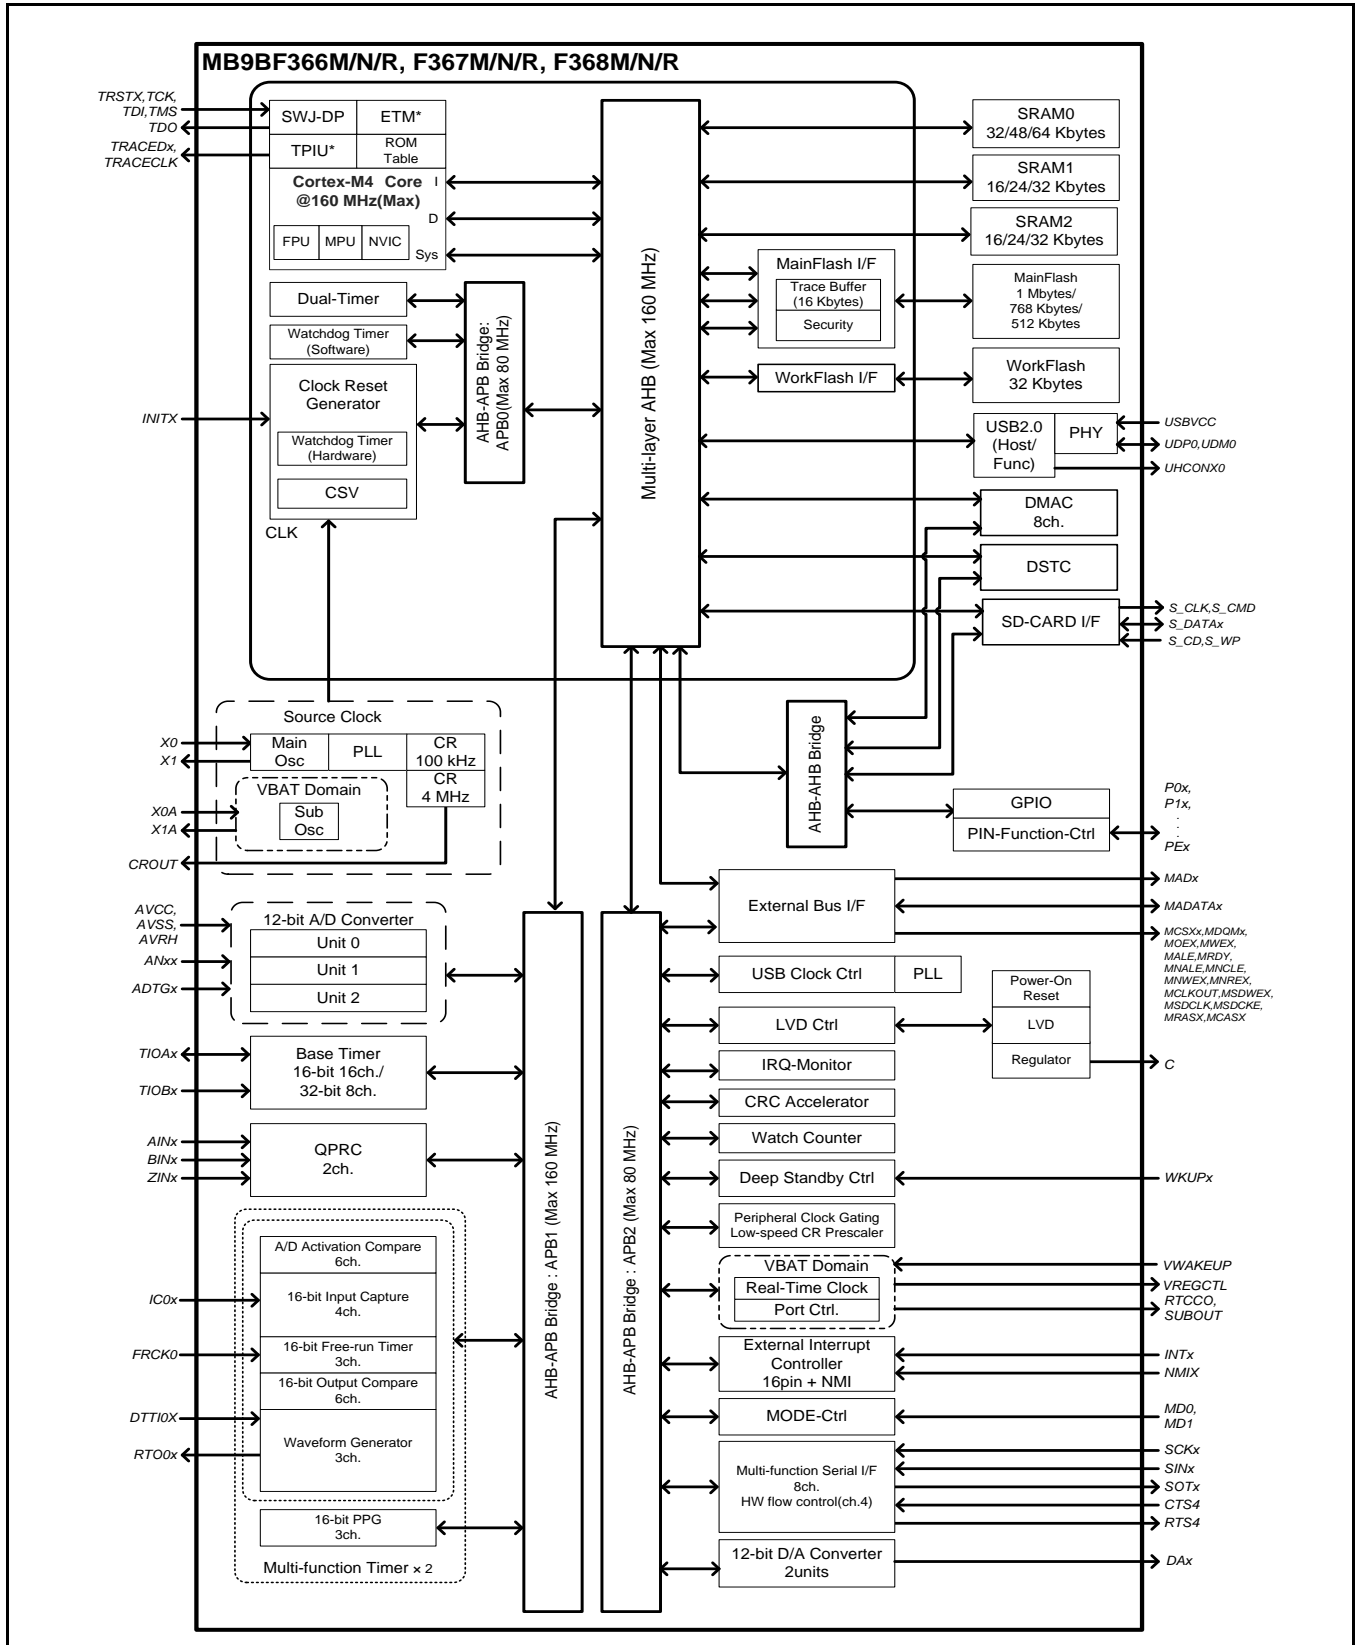 MB9BF366M/N/R, F367M/N/R, F368M/N/R
TRSTX,TCK,
TDI,TMS
TDO
TRACEDx,
TRACECLK
SWJ-DP
ETM*
TPIU*
ROM
Table
Cortex-M4 Core
@160 MHz(Max)
I
D
Sys
FPU
MPU
NVIC
Dual-Timer
Watchdog Timer
(Software)
Clock Reset
Generator
Watchdog Timer
(Hardware)
CSV
CLK
INITX
AHB-APB Bridge:
APB0(Max 80 MHz)
Multi-layer AHB (Max 160 MHz)
MainFlash I/F
Trace Buffer
(16 Kbytes)
Security
WorkFlash I/F
SRAM0
32/48/64 Kbytes
SRAM1
16/24/32 Kbytes
SRAM2
16/24/32 Kbytes
MainFlash
1 Mbytes/
768 Kbytes/
512 Kbytes
WorkFlash
32 Kbytes
USB2.0
(Host/
Func)
PHY
USBVCC
UDP0,UDM0
UHCONX0
DMAC
8ch.
DSTC
SD-CARD I/F
S_CLK,S_CMD
S_DATAx
S_CD,S_WP
Source Clock
X0
X1
Main
Osc
PLL
CR
100 kHz
CR
4 MHz
VBAT Domain
Sub
Osc
X0A
X1A
CROUT
AHB-AHB Bridge
GPIO
PIN-Function-Ctrl
P0x,
P1x,
.
.
PEx
AVCC,
AVSS,
AVRH
ANxx
ADTGx
12-bit A/D Converter
Unit 0
Unit 1
Unit 2
TIOAx
TIOBx
Base Timer
16-bit 16ch./
32-bit 8ch.
AINx
BINx
ZINx
QPRC
2ch.
A/D Activation Compare
6ch.
IC0x
16-bit Input Capture
4ch.
FRCK0
16-bit Free-run Timer
3ch.
16-bit Output Compare
6ch.
DTTI0X
RTO0x
Waveform Generator
3ch.
16-bit PPG
3ch.
Multi-function Timer × 2
AHB-APB Bridge : APB1 (Max 160 MHz)
AHB-APB Bridge : APB2 (Max 80 MHz)
External Bus I/F
MADx
MADATAx
MCSXx,MDQMx,
MOEX,MWEX,
MALE,MRDY,
MNALE,MNCLE,
MNWEX,MNREX,
MCLKOUT,MSDWEX,
MSDCLK,MSDCKE,
MRASX,MCASX
USB Clock Ctrl
PLL
LVD Ctrl
Power-On
Reset
LVD
Regulator
C
IRQ-Monitor
CRC Accelerator
Watch Counter
Deep Standby Ctrl
WKUPx
Peripheral Clock Gating
Low-speed CR Prescaler
VBAT Domain
Real-Time Clock
Port Ctrl.
VWAKEUP
VREGCTL
RTCCO,
SUBOUT
External Interrupt
Controller
16pin + NMI
INTx
NMIX
MODE-Ctrl
MD0,
MD1
Multi-function Serial I/F
8ch.
HW flow control(ch.4)
SCKx
SINx
SOTx
CTS4
RTS4
12-bit D/A Converter
2units
DAx